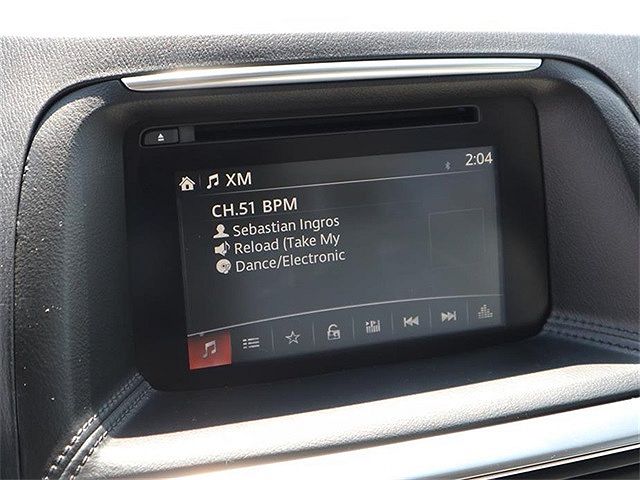 XM
2:04
CH.51 BPM
Sebastian Ingros
Reload (Take My
Dance/Electronic